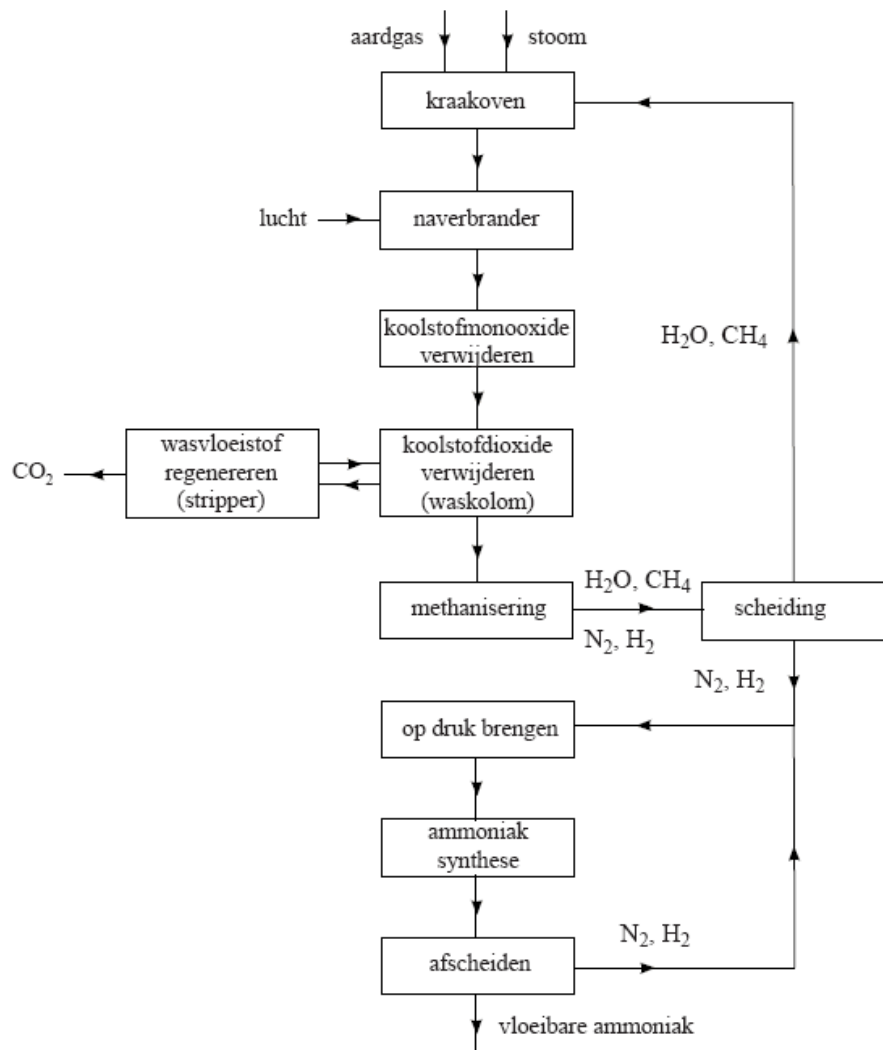 aardgas
stoom
kraakoven
lucht
naverbrander
koolstofmonooxide
verwijderen
H₂O, CH₄
wasvloeistof
regenereren
(stripper)
CO₂
koolstofdioxide
verwijderen
(waskolom)
methanisering
H₂O, CH₄
N₂, H₂
scheiding
N₂, H₂
op druk brengen
ammoniak
synthese
afscheiden
N₂, H₂
vloeibare ammoniak